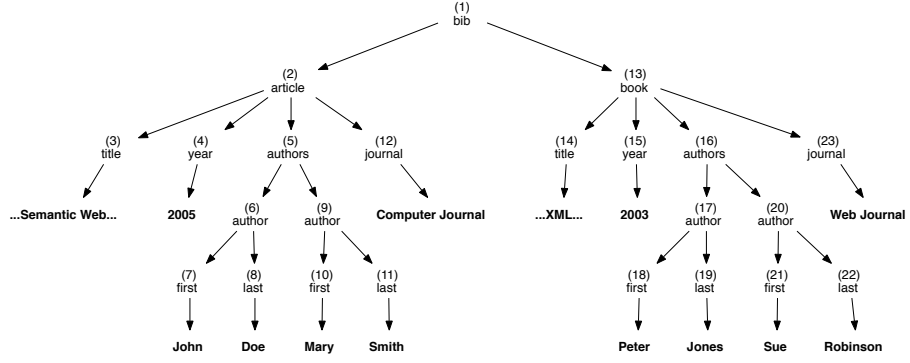 (1)
bib
(2)
article
(13)
book
(3)
title
(4)
year
(5)
authors
(12)
journal
(14)
title
(15)
year
(16)
authors
(23)
journal
...Semantic Web...
2005
(6)
author
(9)
author
Computer Journal
...XML...
2003
(17)
author
(20)
author
Web Journal
(7)
first
(8)
last
(10)
first
(11)
last
(18)
first
(19)
last
(21)
first
(22)
last
John
Doe
Mary
Smith
Peter
Jones
Sue
Robinson